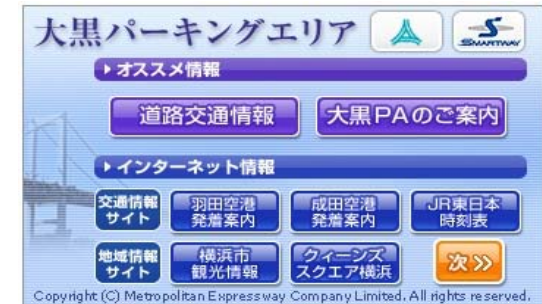 大黒パーキングエリア
SMARTWAY
オススメ情報
道路交通情報
大黒PAのご案内
インターネット情報
交通情報
サイト
羽田空港
発着案内
成田空港
発着案内
JR東日本
時刻表
地域情報
サイト
横浜市
観光情報
クィーンズ
スクエア横浜
次
Copyright (C) Metropolitan Expressway Company Limited. All rights reserved.